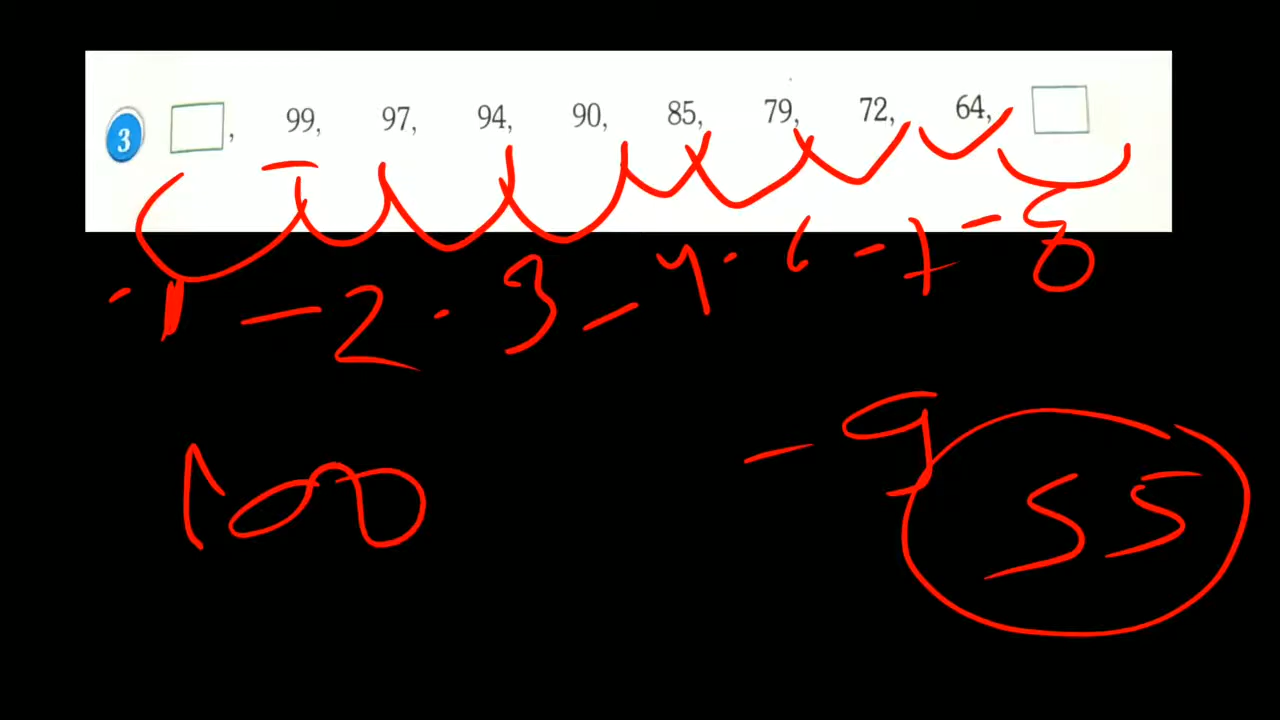 3 , 99, 97, 94, 90, 85, 79, 72, 64,
-1 -2 -3 -4 -6 -7 -8
-9
100 55